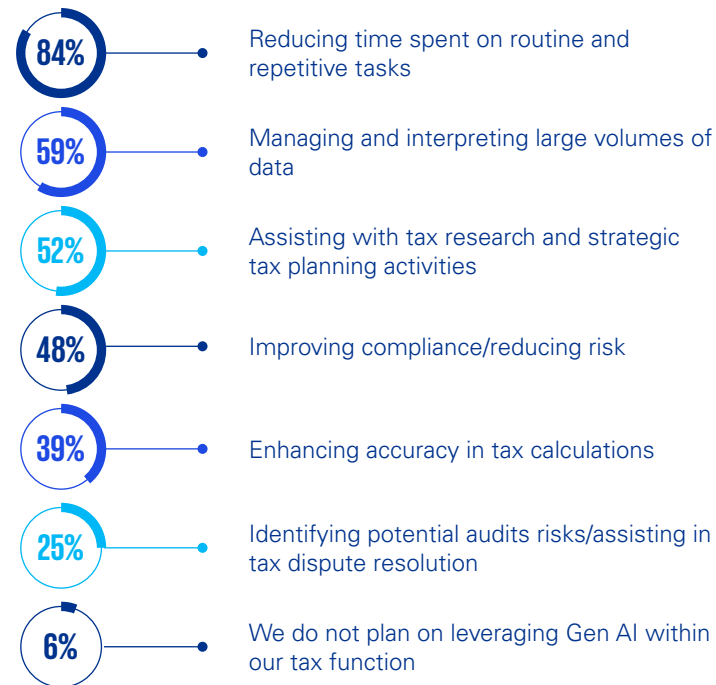 84%
Reducing time spent on routine and
repetitive tasks
59%
Managing and interpreting large volumes of
data
52%
Assisting with tax research and strategic
tax planning activities
48%
Improving compliance/reducing risk
39%
Enhancing accuracy in tax calculations
25%
Identifying potential audits risks/assisting in
tax dispute resolution
6%
We do not plan on leveraging Gen AI within
our tax function